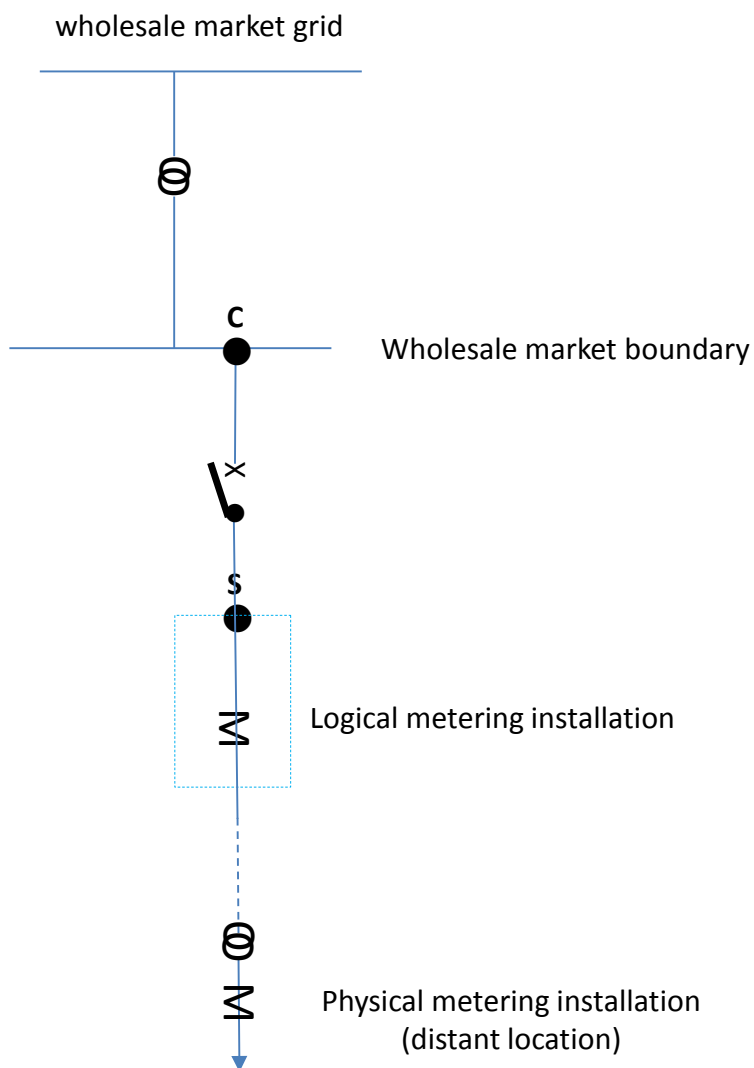 wholesale market grid
C
Wholesale market boundary
X
S
M
Logical metering installation
M
Physical metering installation
(distant location)